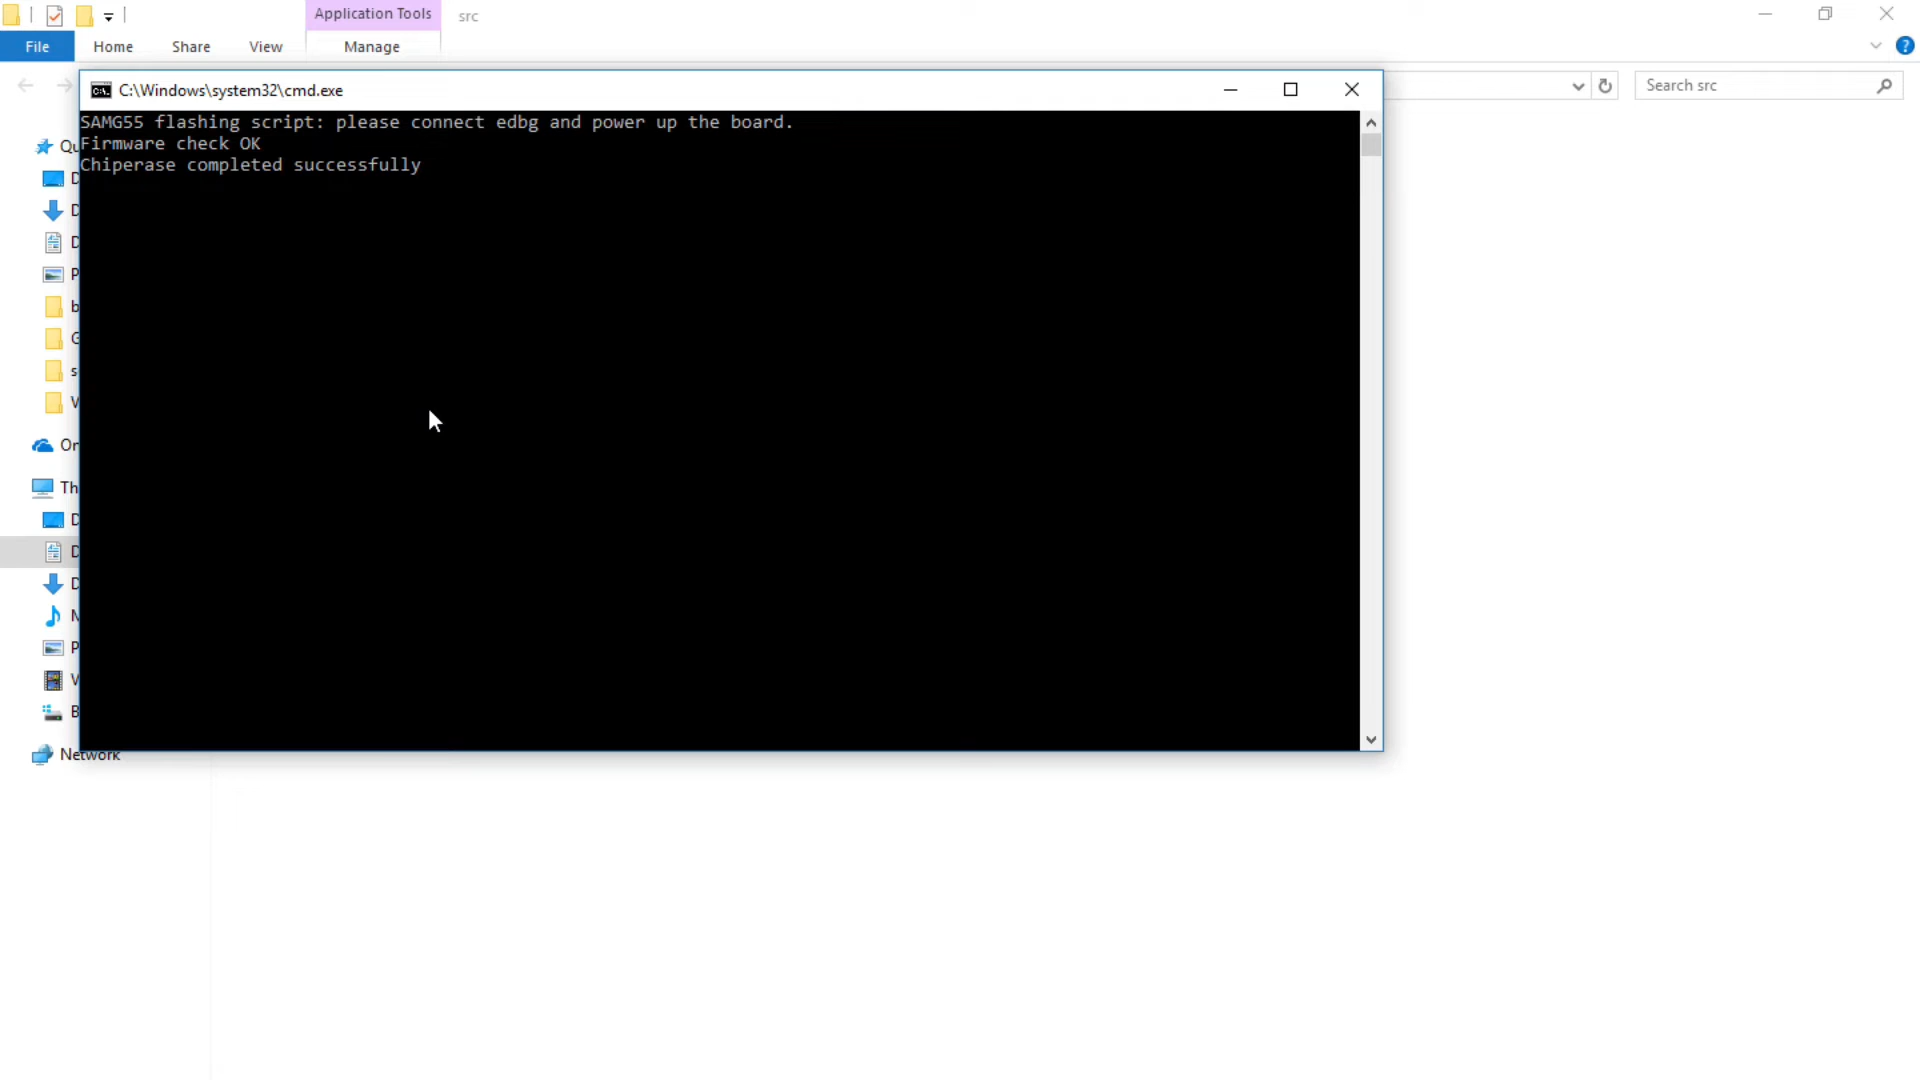 Application Tools
src
File
Home
Share
View
Manage
C:\Windows\system32\cmd.exe
Search src
SAMG55 flashing script: please connect edbg and power up the board.
Firmware check OK
Chiperase completed successfully
Network